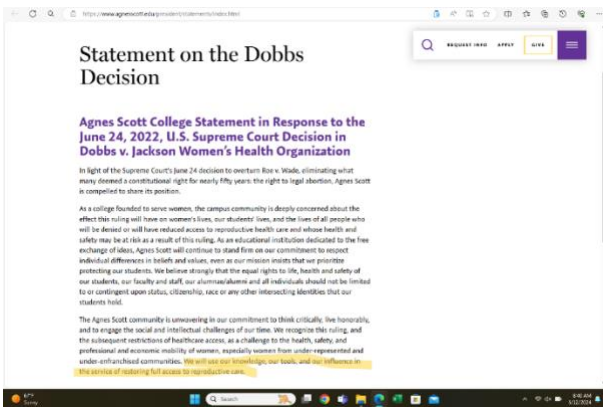 https://www.agnesscott.edu/president/statements/index.html
REQUEST INFO APPLY GIVE
Statement on the Dobbs
Decision
Agnes Scott College Statement in Response to the
June 24, 2022, U.S. Supreme Court Decision in
Dobbs v. Jackson Women's Health Organization
In light of the Supreme Court's June 24 decision to overturn Roe v. Wade, eliminating what
many deemed a constitutional right for nearly fifty years: the right to legal abortion, Agnes Scott
is compelled to share its position.
As a college founded to serve women, the campus community is deeply concerned about the
effect this ruling will have on women's lives, our students' lives, and the lives of all people who
will be denied or will have reduced access to reproductive health care and whose health and
safety may be at risk as a result of this ruling. As an educational institution dedicated to the free
exchange of ideas, Agnes Scott will continue to stand firm on our commitment to respect
individual differences in beliefs and values, even as our mission insists that we prioritize
protecting our students. We believe strongly that the equal rights to life, health and safety of
our students, our faculty and staff, our alumnae/alumni and all individuals should not be limited
to or contingent upon status, citizenship, race or any other intersecting identities that our
students hold.
The Agnes Scott community is unwavering in our commitment to think critically, live honorably,
and to engage the social and intellectual challenges of our time. We recognize this ruling, and
the subsequent restrictions of healthcare access, as a challenge to the health, safety, and
professional and economic mobility of women, especially women from under-represented and
under-enfranchised communities. We will use our knowledge, our tools, and our influence in
the service of restoring full access to reproductive care.
Sunny
Search
8:40 AM